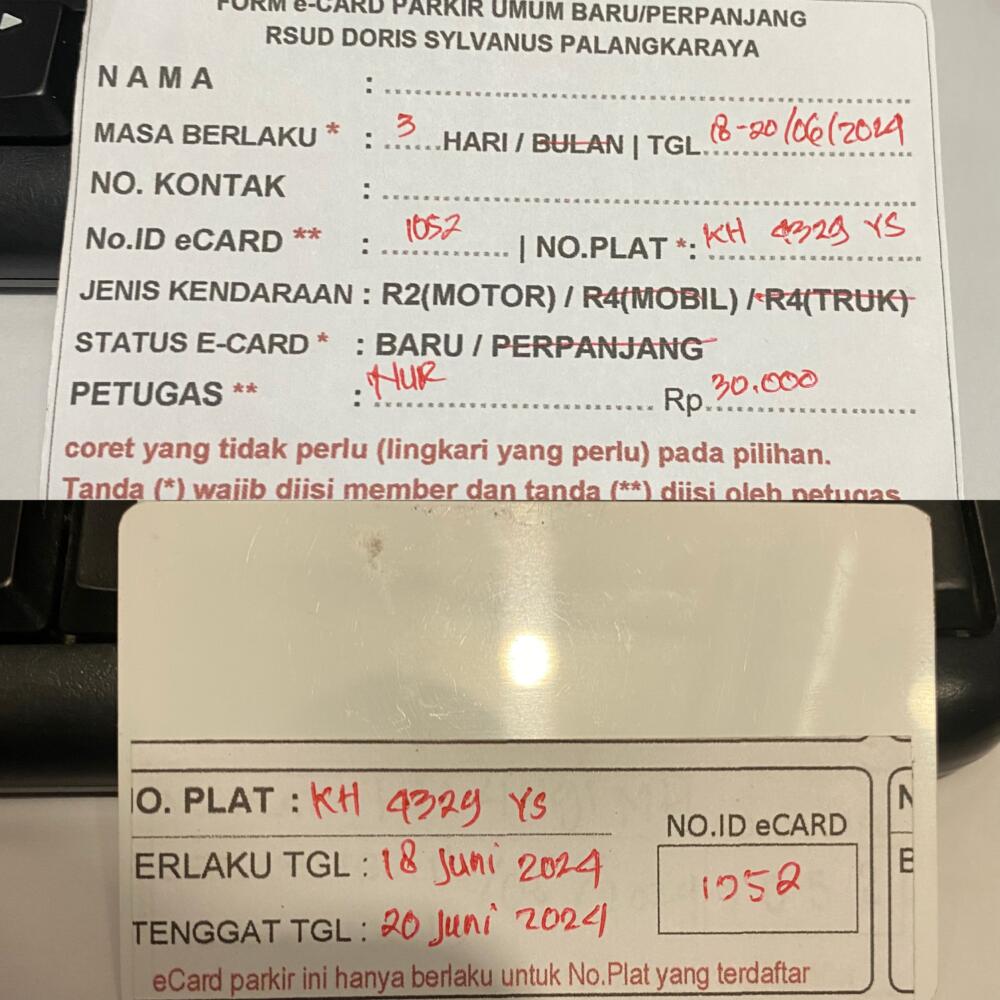 FORM e-CARD PARKIR UMUM BARU/PERPANJANG
RSUD DORIS SYLVANUS PALANGKARAYA
NAMA :
MASA BERLAKU * : 3 HARI / BULAN | TGL 18-20/06/2024
NO. KONTAK :
No.ID eCARD ** : 1052 | NO.PLAT *: KH 4329 YS
JENIS KENDARAAN : R2(MOTOR) / R4(MOBIL) / R4(TRUK)
STATUS E-CARD * : BARU / PERPANJANG
PETUGAS ** : NUR Rp 30.000
coret yang tidak perlu (lingkari yang perlu) pada pilihan.
Tanda (*) wajib diisi member dan tanda (**) diisi oleh petugas
O. PLAT : KH 4329 YS
NO.ID eCARD
ERLAKU TGL : 18 Juni 2024
1052
TENGGAT TGL : 20 Juni 2024
eCard parkir ini hanya berlaku untuk No.Plat yang terdaftar